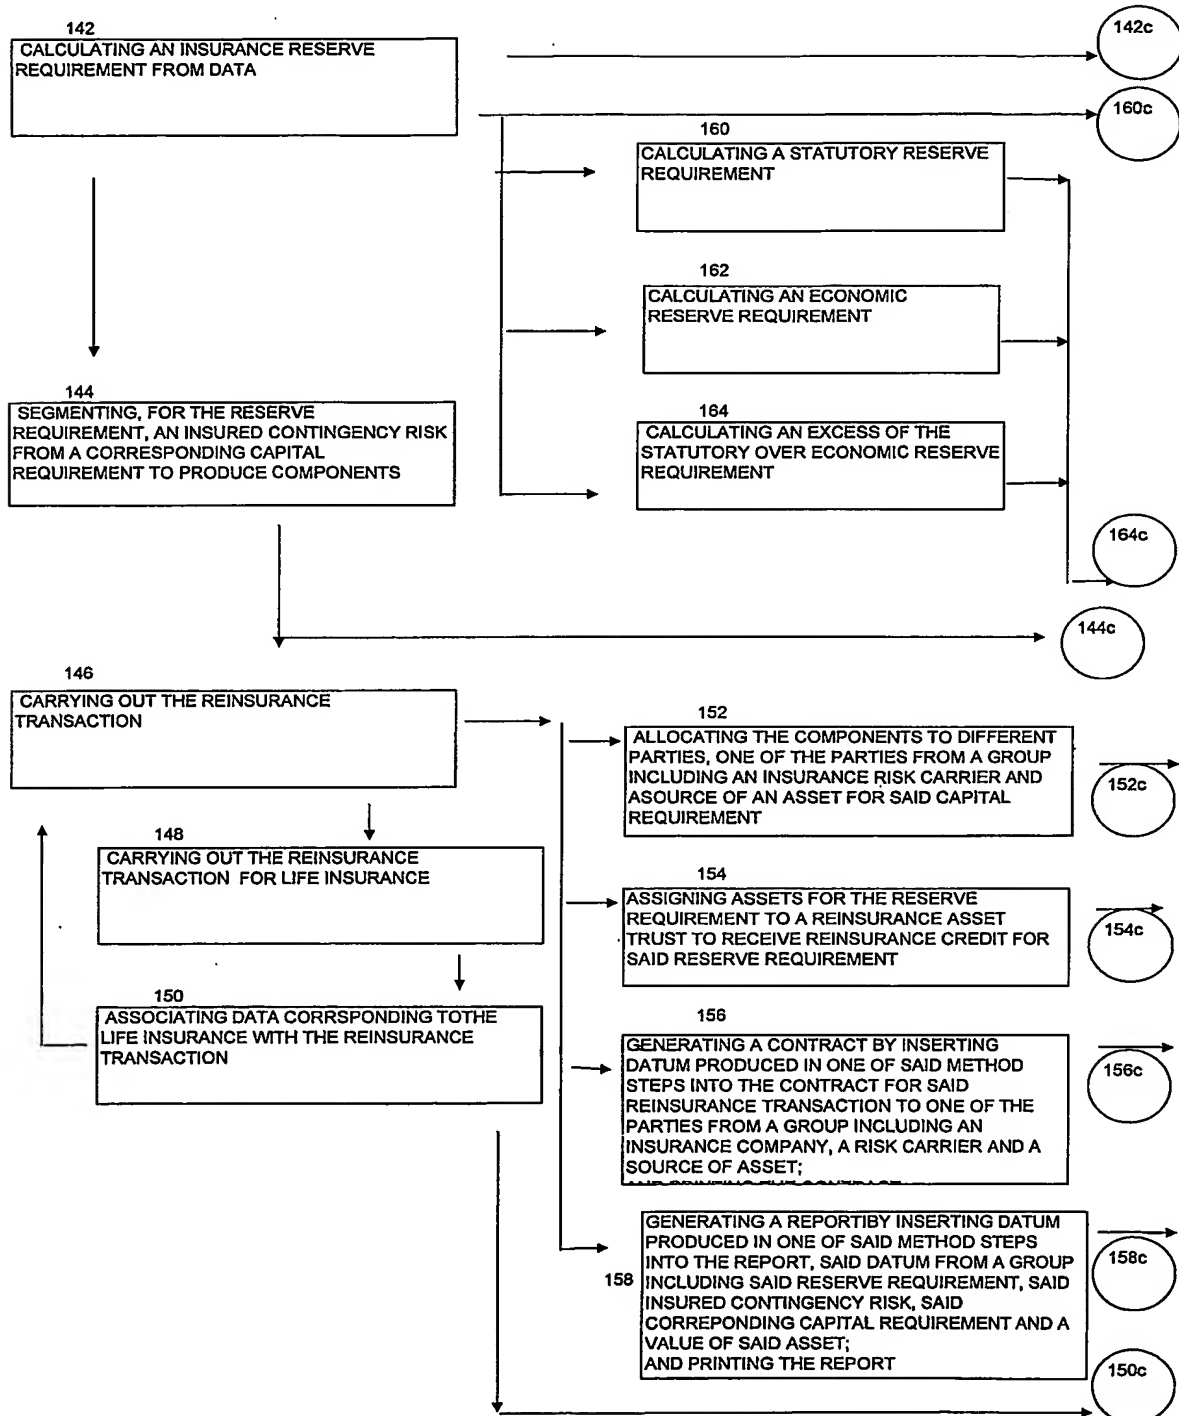 142
CALCULATING AN INSURANCE RESERVE
REQUIREMENT FROM DATA
142c
160c
160
CALCULATING A STATUTORY RESERVE
REQUIREMENT
162
CALCULATING AN ECONOMIC
RESERVE REQUIREMENT
144
SEGMENTING, FOR THE RESERVE
REQUIREMENT, AN INSURED CONTINGENCY RISK
FROM A CORRESPONDING CAPITAL
REQUIREMENT TO PRODUCE COMPONENTS
164
CALCULATING AN EXCESS OF THE
STATUTORY OVER ECONOMIC RESERVE
REQUIREMENT
164c
144c
146
CARRYING OUT THE REINSURANCE
TRANSACTION
152
ALLOCATING THE COMPONENTS TO DIFFERENT
PARTIES, ONE OF THE PARTIES FROM A GROUP
INCLUDING AN INSURANCE RISK CARRIER AND
ASOURCE OF AN ASSET FOR SAID CAPITAL
REQUIREMENT
152c
148
CARRYING OUT THE REINSURANCE
TRANSACTION FOR LIFE INSURANCE
154
ASSIGNING ASSETS FOR THE RESERVE
REQUIREMENT TO A REINSURANCE ASSET
TRUST TO RECEIVE REINSURANCE CREDIT FOR
SAID RESERVE REQUIREMENT
154c
150
ASSOCIATING DATA CORRSPONDING TOTHE
LIFE INSURANCE WITH THE REINSURANCE
TRANSACTION
156
GENERATING A CONTRACT BY INSERTING
DATUM PRODUCED IN ONE OF SAID METHOD
STEPS INTO THE CONTRACT FOR SAID
REINSURANCE TRANSACTION TO ONE OF THE
PARTIES FROM A GROUP INCLUDING AN
INSURANCE COMPANY, A RISK CARRIER AND A
SOURCE OF ASSET;
AND PRINTING THE CONTRACT
156c
158
GENERATING A REPORTIBY INSERTING DATUM
PRODUCED IN ONE OF SAID METHOD STEPS
INTO THE REPORT, SAID DATUM FROM A GROUP
INCLUDING SAID RESERVE REQUIREMENT, SAID
INSURED CONTINGENCY RISK, SAID
CORREPONDING CAPITAL REQUIREMENT AND A
VALUE OF SAID ASSET;
AND PRINTING THE REPORT
158c
150c